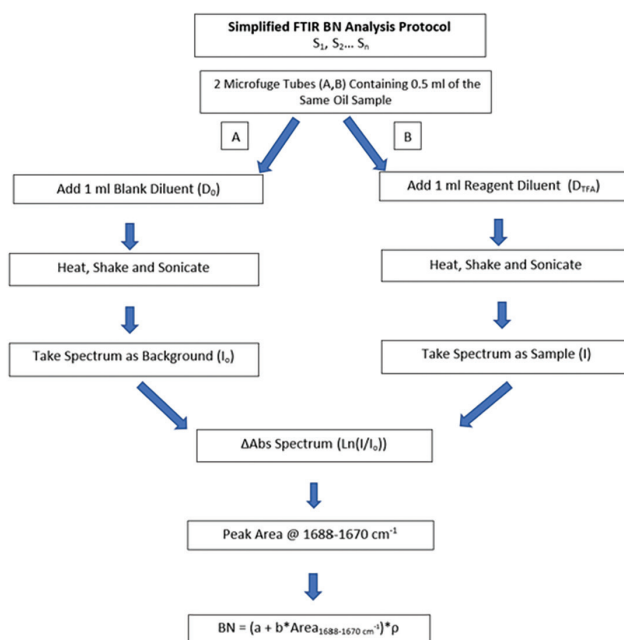 Simplified FTIR BN Analysis Protocol
S₁, S₂... Sₙ
2 Microfuge Tubes (A,B) Containing 0.5 ml of the
Same Oil Sample
A
B
Add 1 ml Blank Diluent (D₀)
Add 1 ml Reagent Diluent (D_TFA)
Heat, Shake and Sonicate
Heat, Shake and Sonicate
Take Spectrum as Background (Iₒ)
Take Spectrum as Sample (I)
ΔAbs Spectrum (Ln(I/Iₒ))
Peak Area @ 1688-1670 cm⁻¹
BN = (a + b*Area₁₆₈₈₋₁₆₇₀ cm⁻¹)*ρ